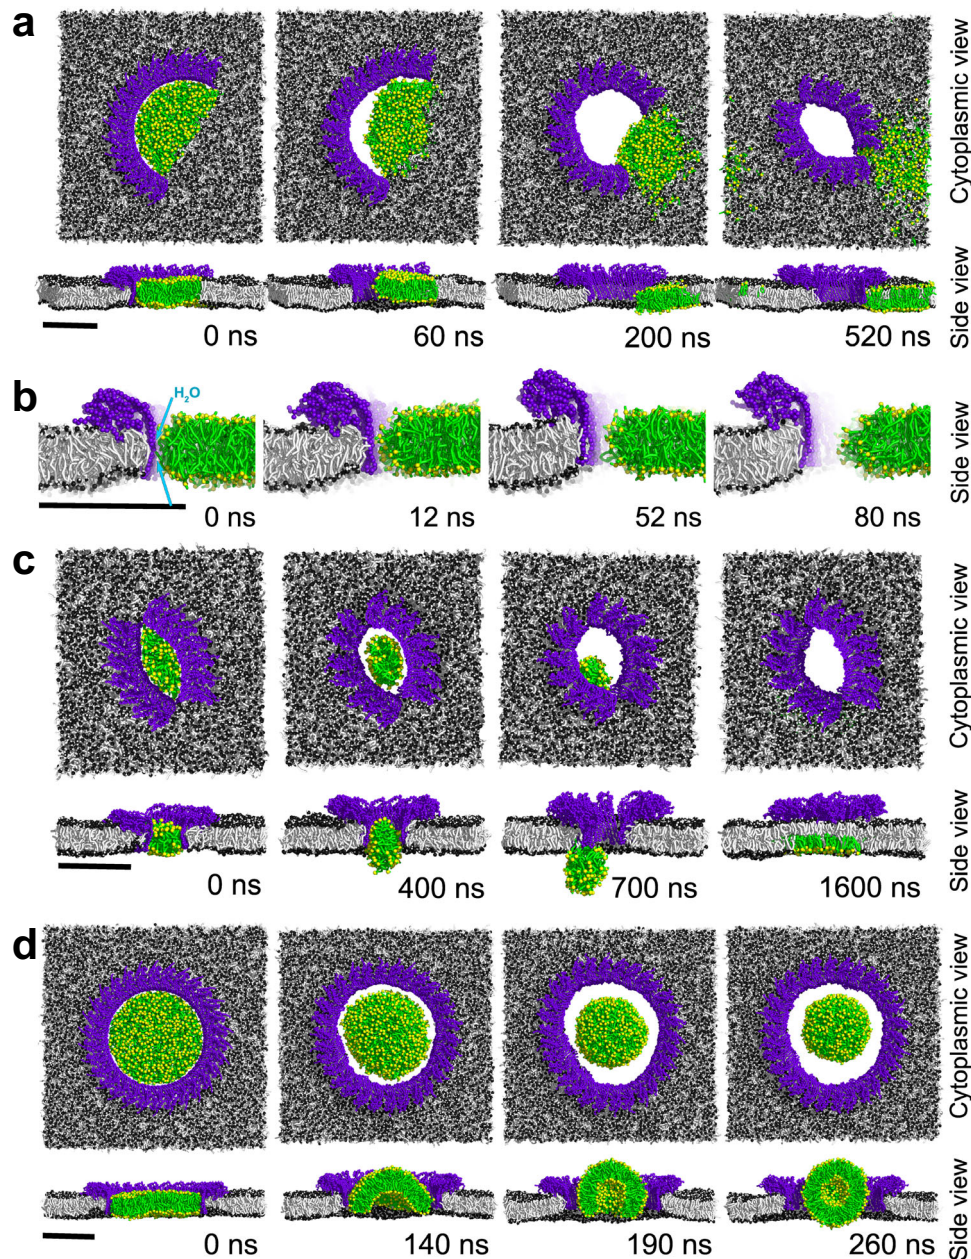 a
Cytoplasmic view
Side view
0 ns
60 ns
200 ns
520 ns
b
H₂O
Side view
0 ns
12 ns
52 ns
80 ns
c
Cytoplasmic view
Side view
0 ns
400 ns
700 ns
1600 ns
d
Cytoplasmic view
Side view
0 ns
140 ns
190 ns
260 ns